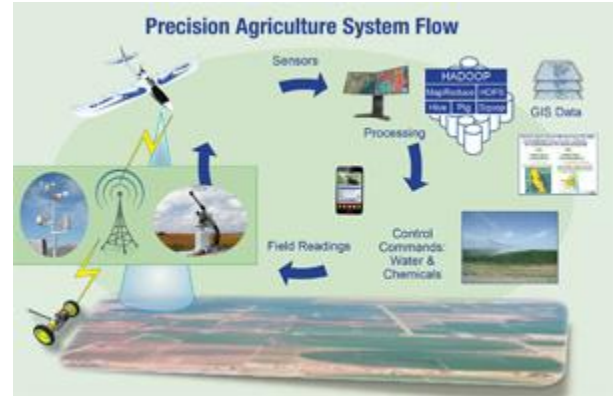 Precision Agriculture System Flow
Sensors
HADOOP
MapReduce HDFS
Hive Pig Sqoop
GIS Data
Processing
Control
Commands:
Water &
Chemicals
Field Readings